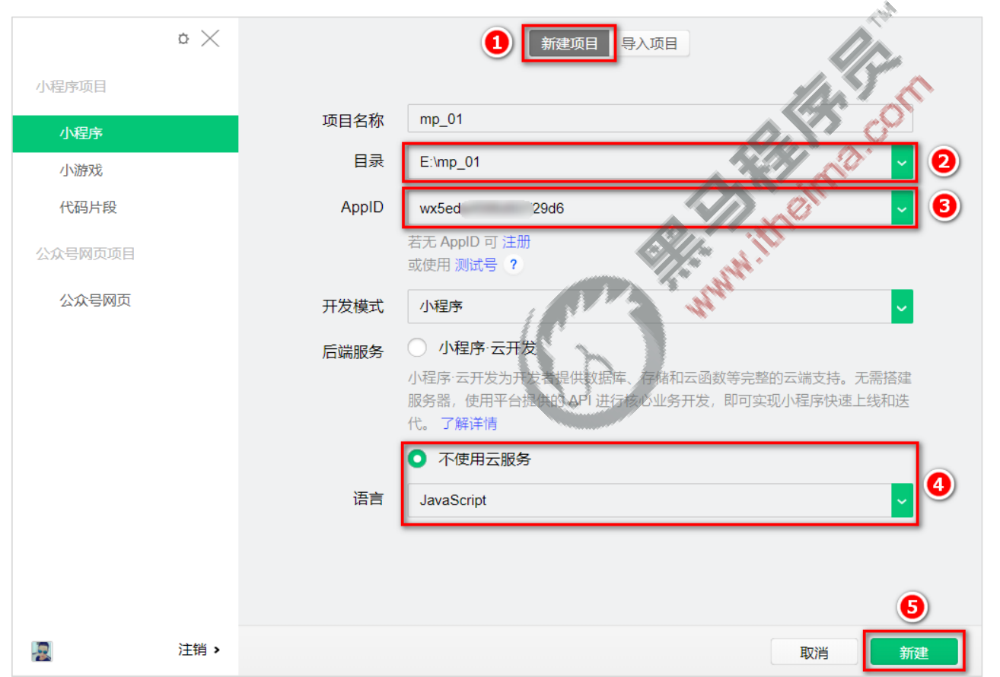 1
新建项目
导入项目
小程序项目
小程序
小游戏
代码片段
公众号网页项目
公众号网页
注销 >
项目名称
mp_01
目录
E:\mp_01
2
AppID
wx5ed
29d6
3
若无 AppID 可 注册
或使用 测试号 ?
开发模式
小程序
后端服务
小程序·云开发
小程序·云开发为开发者提供数据库、存储和云函数等完整的云端支持。无需搭建
服务器，使用平台提供的 API 进行核心业务开发，即可实现小程序快速上线和迭
代。 了解详情
不使用云服务
语言
JavaScript
4
5
取消
新建
黑马程序员™
www.itheima.com